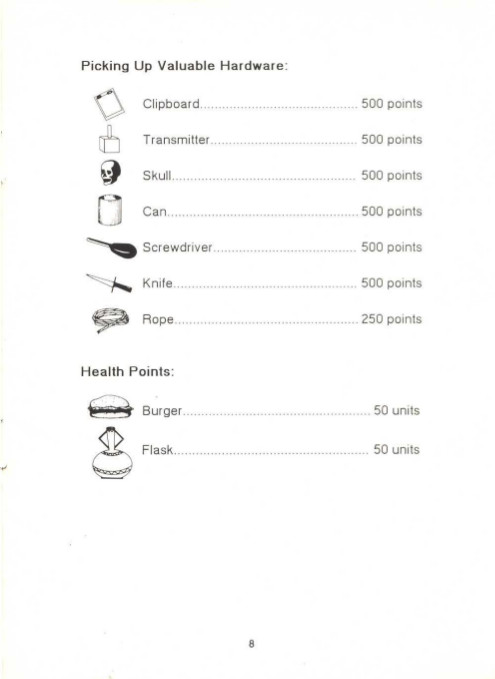 Picking Up Valuable Hardware:
Clipboard.......................................... 500 points
Transmitter....................................... 500 points
Skull................................................. 500 points
Can................................................... 500 points
Screwdriver...................................... 500 points
Knife................................................. 500 points
Rope................................................. 250 points
Health Points:
Burger.................................................. 50 units
Flask.................................................... 50 units
8